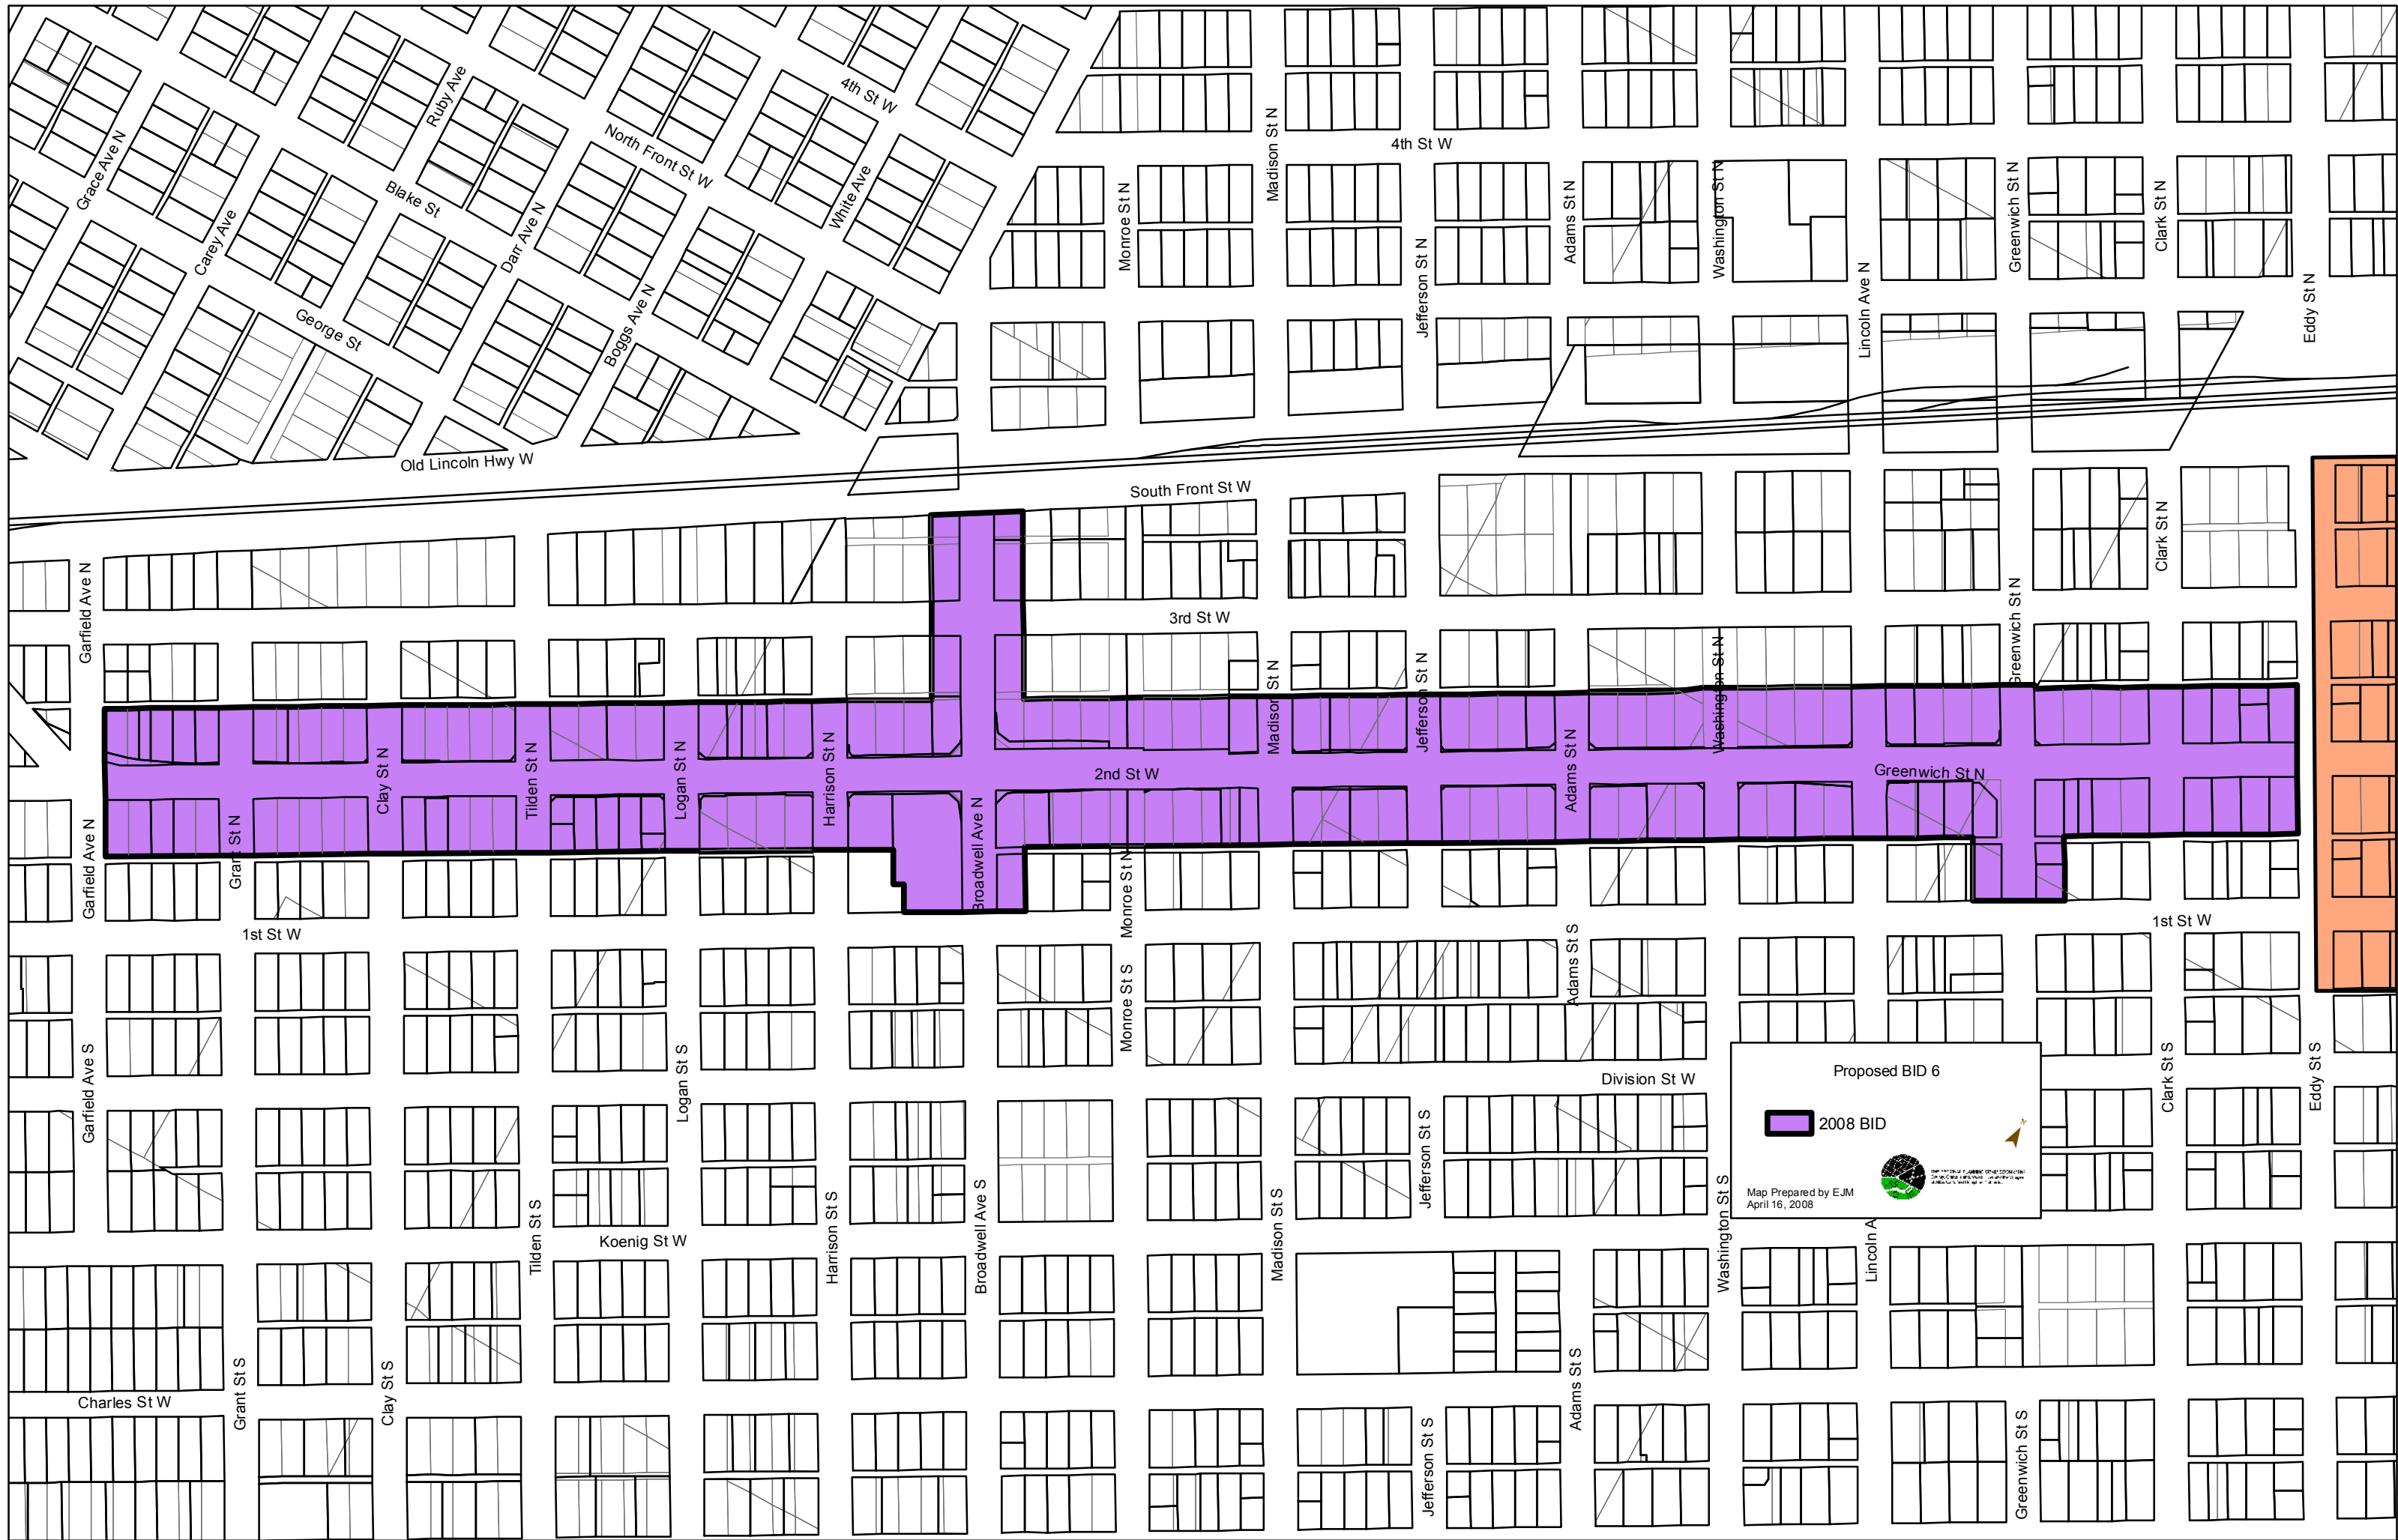 Ruby Ave
4th St W
Grace Ave N
North Front St W
Madison St N
4th St W
Blake St
White Ave
Carey Ave
Darr Ave N
Monroe St N
Adams St N
Washington St N
Greenwich St N
Clark St N
Jefferson St N
Lincoln Ave N
Eddy St N
George St
Boggs Ave N
Old Lincoln Hwy W
South Front St W
Clark St N
Garfield Ave N
3rd St W
Greenwich St N
Madison St N
Jefferson St N
Washington St N
Clay St N
Tilden St N
Logan St N
Harrison St N
2nd St W
Adams St N
Greenwich St N
Garfield Ave N
Grant St N
Broadwell Ave N
Monroe St N
1st St W
1st St W
Adams St S
Monroe St S
Garfield Ave S
Logan St S
Division St W
Clark St S
Eddy St S
Proposed BID 6
2008 BID
N
Map Prepared by EJM
April 16, 2008
Jefferson St S
Tilden St S
Koenig St W
Harrison St S
Broadwell Ave S
Madison St S
Washington St S
Lincoln A
Charles St W
Grant St S
Clay St S
Adams St S
Jefferson St S
Greenwich St S